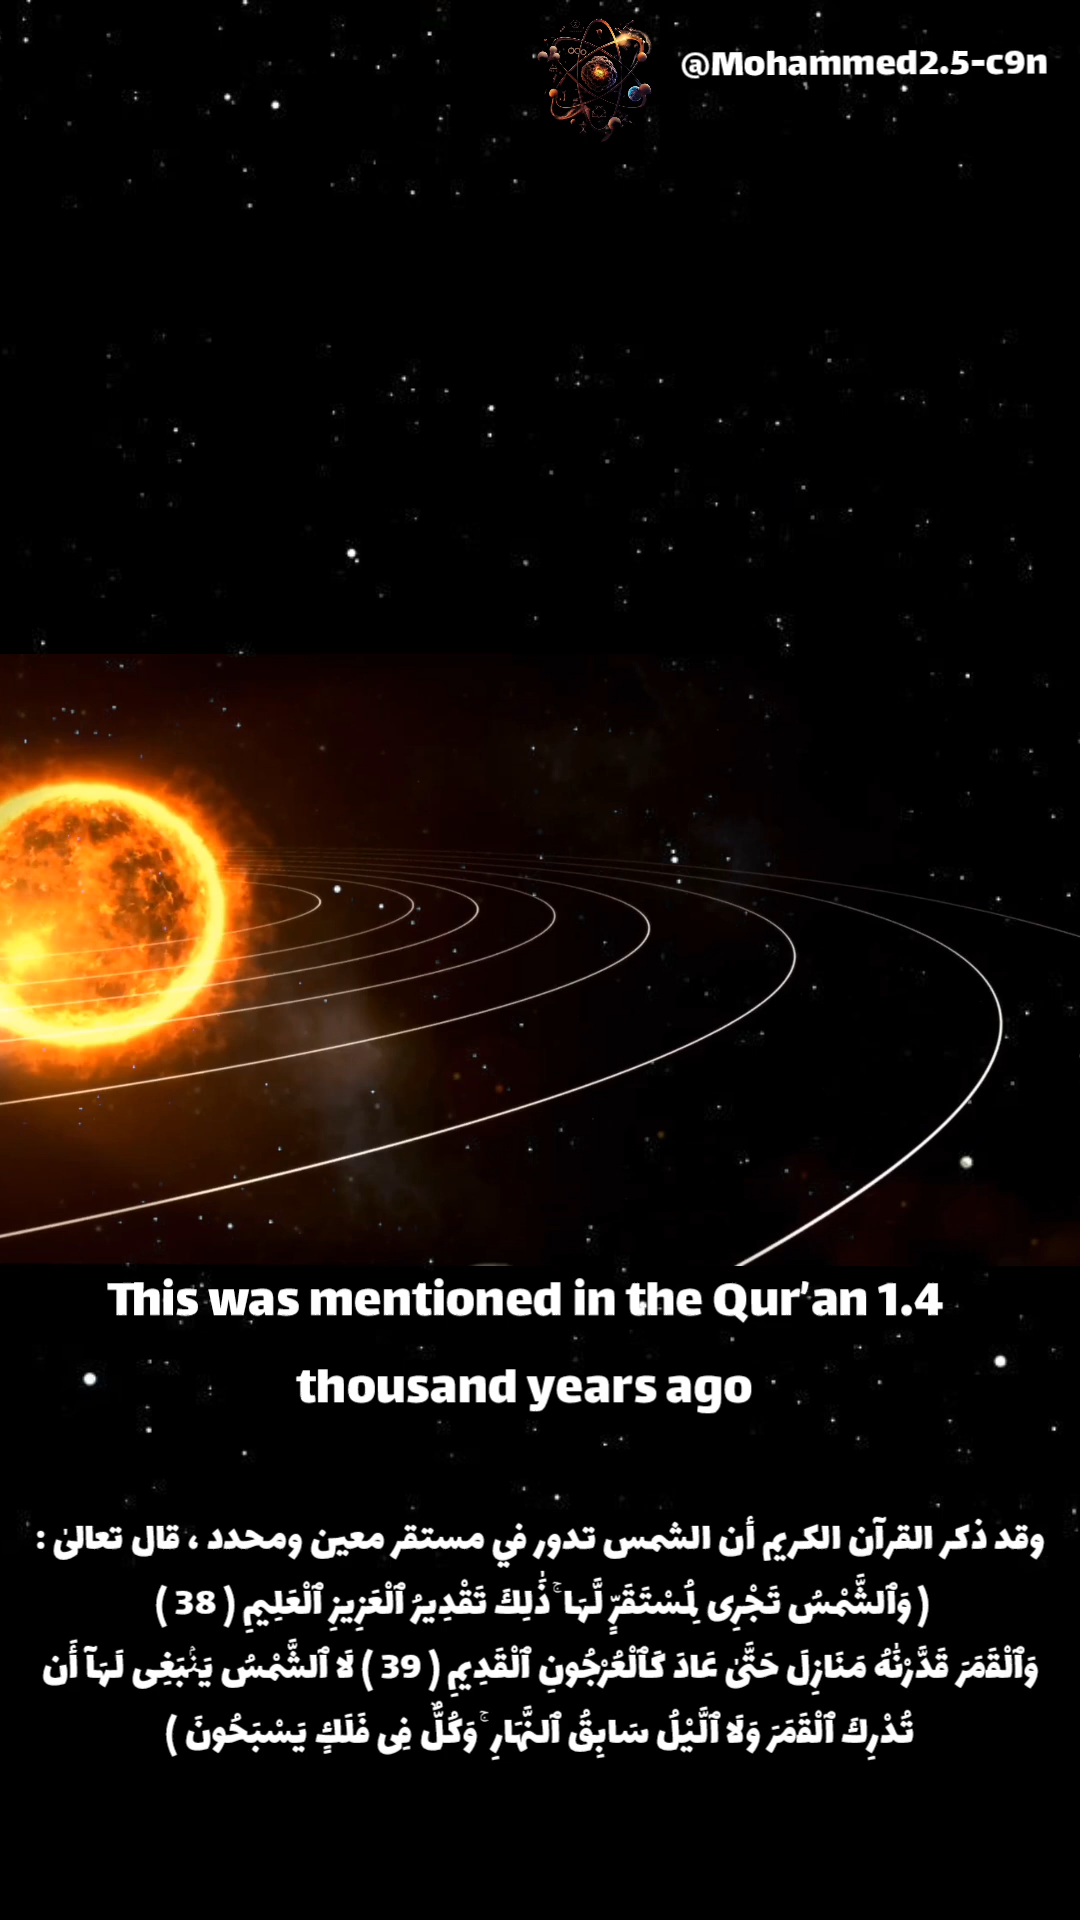 @Mohammed2.5-c9n
This was mentioned in the Qur'an 1.4
thousand years ago
وقد ذكر القرآن الكريم أن الشمس تدور في مستقر معين ومحدد ، قال تعالىٰ :
( وَٱلشَّمْسُ تَجْرِى لِمُسْتَقَرٍّ لَّهَا ۚ ذَٰلِكَ تَقْدِيرُ ٱلْعَزِيزِ ٱلْعَلِيمِ ( 38 )
وَٱلْقَمَرَ قَدَّرْنَٰهُ مَنَازِلَ حَتَّىٰ عَادَ كَٱلْعُرْجُونِ ٱلْقَدِيمِ ( 39 ) لَا ٱلشَّمْسُ يَنۢبَغِى لَهَآ أَن
تُدْرِكَ ٱلْقَمَرَ وَلَا ٱلَّيْلُ سَابِقُ ٱلنَّهَارِ ۚ وَكُلٌّ فِى فَلَكٍ يَسْبَحُونَ )